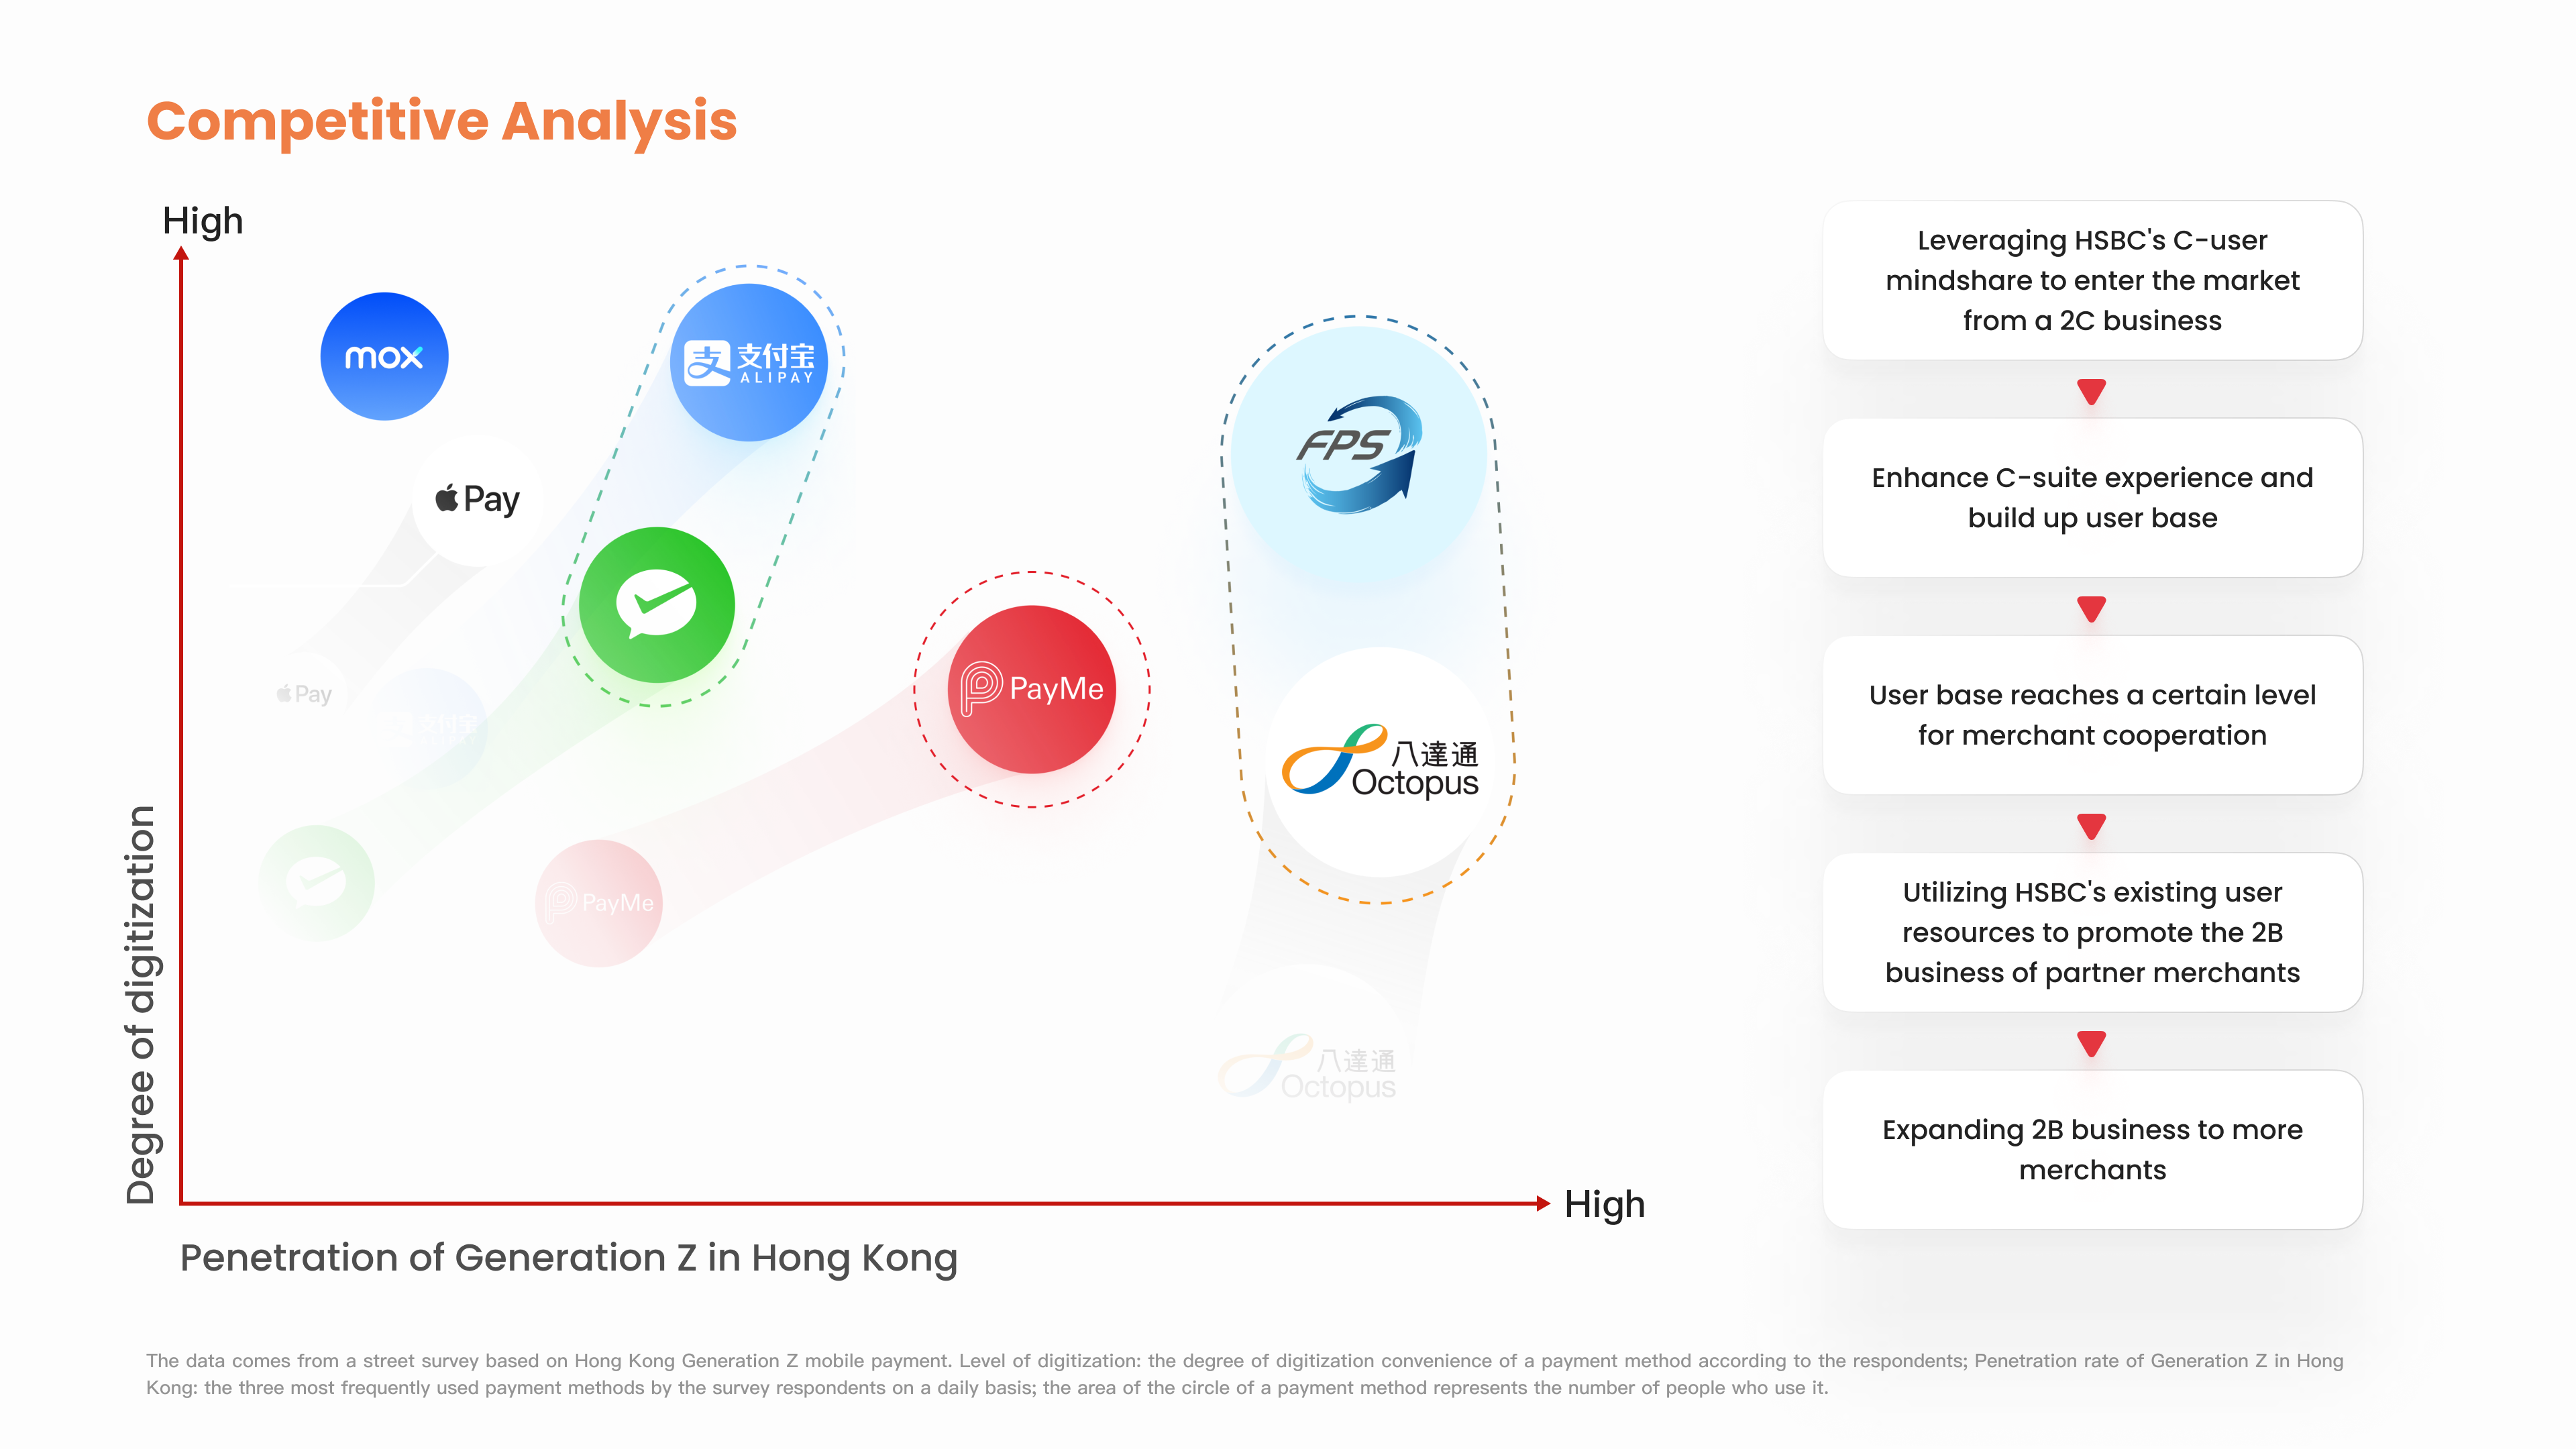 Competitive Analysis
High
mox
支 支付宝
ALIPAY
Pay
FPS
PayMe
八達通
Octopus
Pay
支付宝
PayMe
八達通
Octopus
Degree of digitization
High
Penetration of Generation Z in Hong Kong
Leveraging HSBC's C-user
mindshare to enter the market
from a 2C business
Enhance C-suite experience and
build up user base
User base reaches a certain level
for merchant cooperation
Utilizing HSBC's existing user
resources to promote the 2B
business of partner merchants
Expanding 2B business to more
merchants
The data comes from a street survey based on Hong Kong Generation Z mobile payment. Level of digitization: the degree of digitization convenience of a payment method according to the respondents; Penetration rate of Generation Z in Hong
Kong: the three most frequently used payment methods by the survey respondents on a daily basis; the area of the circle of a payment method represents the number of people who use it.